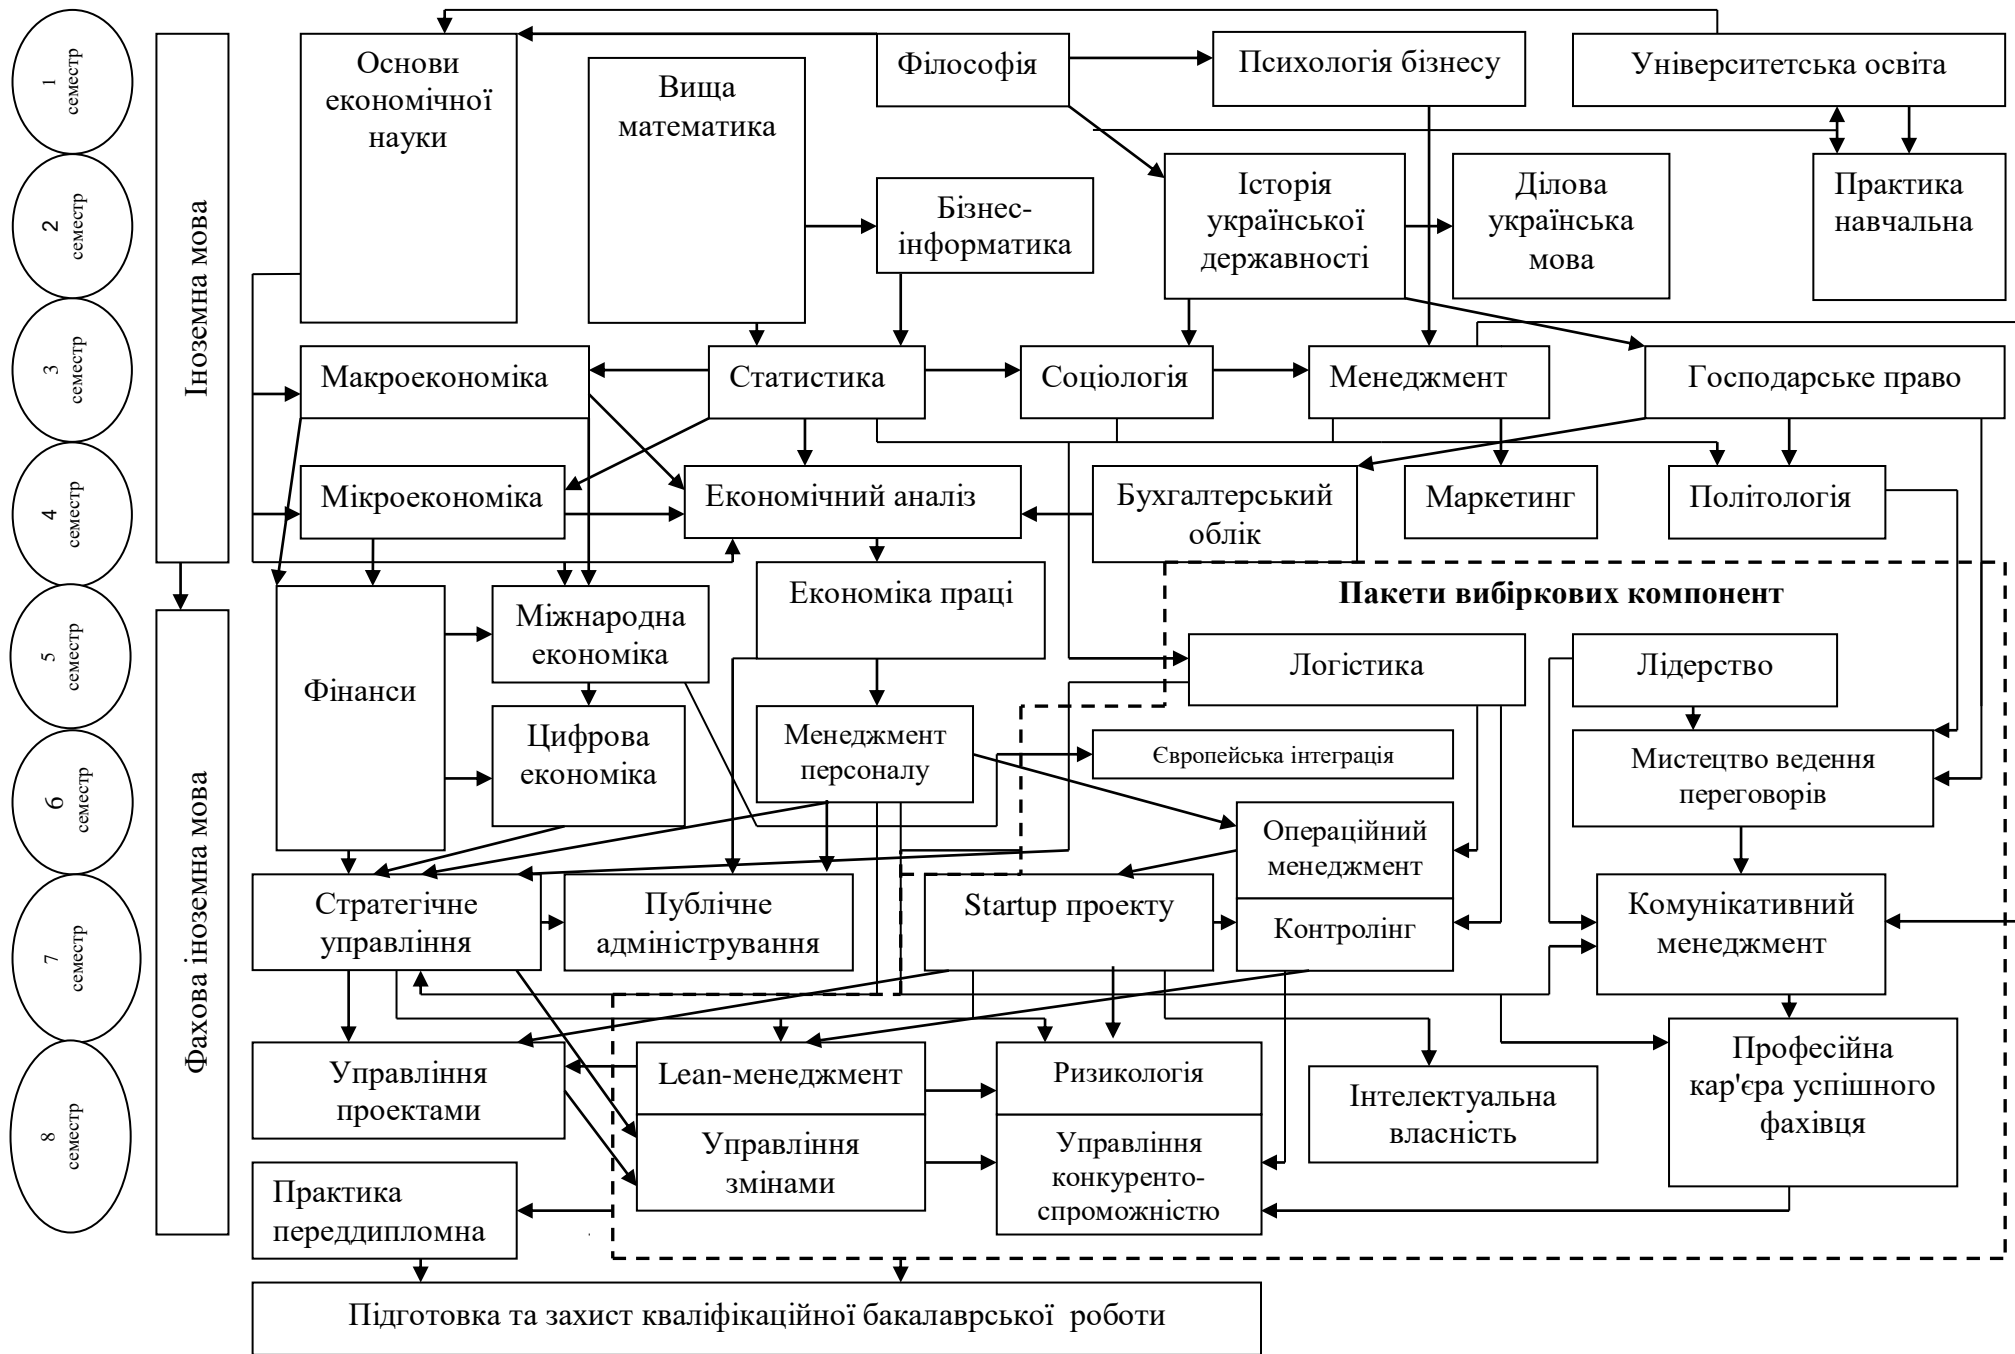 1
семестр
2
семестр
3
семестр
4
семестр
5
семестр
6
семестр
7
семестр
8
семестр
Іноземна мова
Фахова іноземна мова
Основи
економічної
науки
Вища
математика
Філософія
Психологія бізнесу
Університетська освіта
Бізнес-
інформатика
Історія
української
державності
Ділова
українська
мова
Практика
навчальна
Макроекономіка
Статистика
Соціологія
Менеджмент
Господарське право
Мікроекономіка
Економічний аналіз
Бухгалтерський
облік
Маркетинг
Політологія
Фінанси
Міжнародна
економіка
Економіка праці
Пакети вибіркових компонент
Логістика
Лідерство
Цифрова
економіка
Менеджмент
персоналу
Європейська інтеграція
Мистецтво ведення
переговорів
Операційний
менеджмент
Стратегічне
управління
Публічне
адміністрування
Startup проекту
Контролінг
Комунікативний
менеджмент
Управління
проектами
Lean-менеджмент
Ризикологія
Інтелектуальна
власність
Професійна
кар'єра успішного
фахівця
Управління
змінами
Управління
конкуренто-
спроможністю
Практика
переддипломна
Підготовка та захист кваліфікаційної бакалаврської роботи